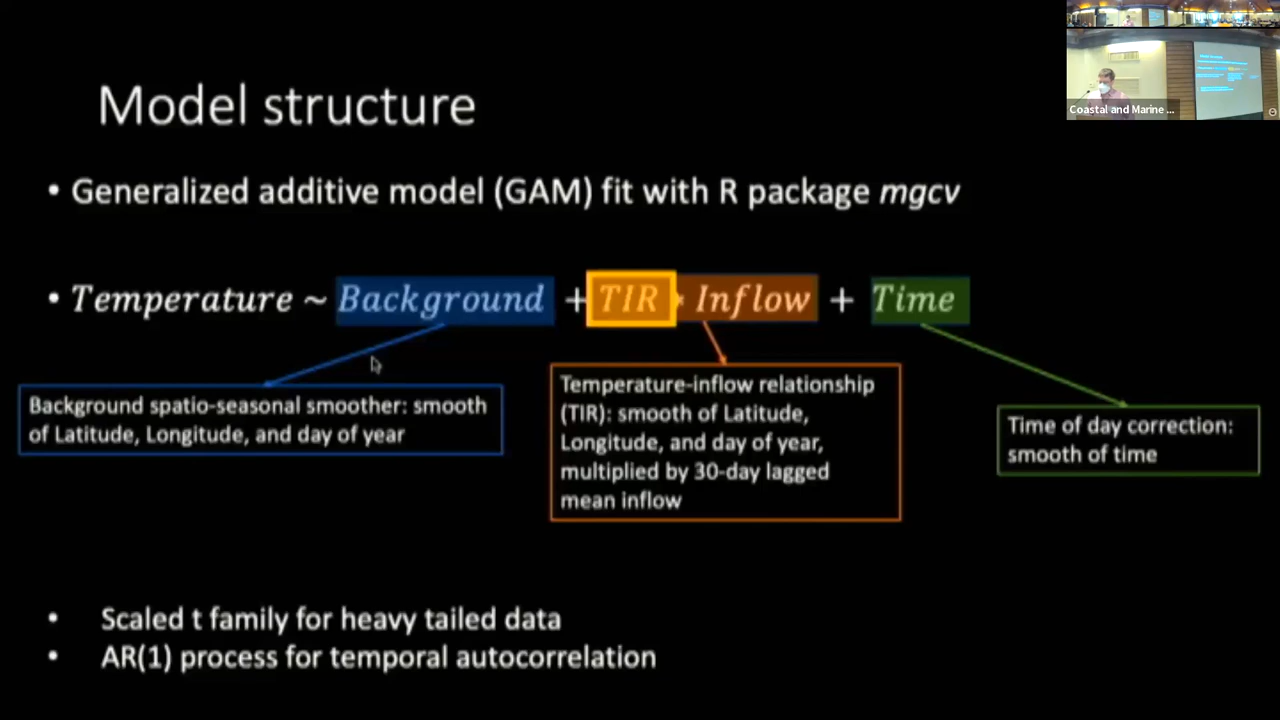 Model structure
• Generalized additive model (GAM) fit with R package mgcv
• Temperature ~ Background + TIR * Inflow + Time
Background spatio-seasonal smoother: smooth
of Latitude, Longitude, and day of year
Temperature-inflow relationship
(TIR): smooth of Latitude,
Longitude, and day of year,
multiplied by 30-day lagged
mean inflow
Time of day correction:
smooth of time
• Scaled t family for heavy tailed data
• AR(1) process for temporal autocorrelation
Coastal and Marine ...